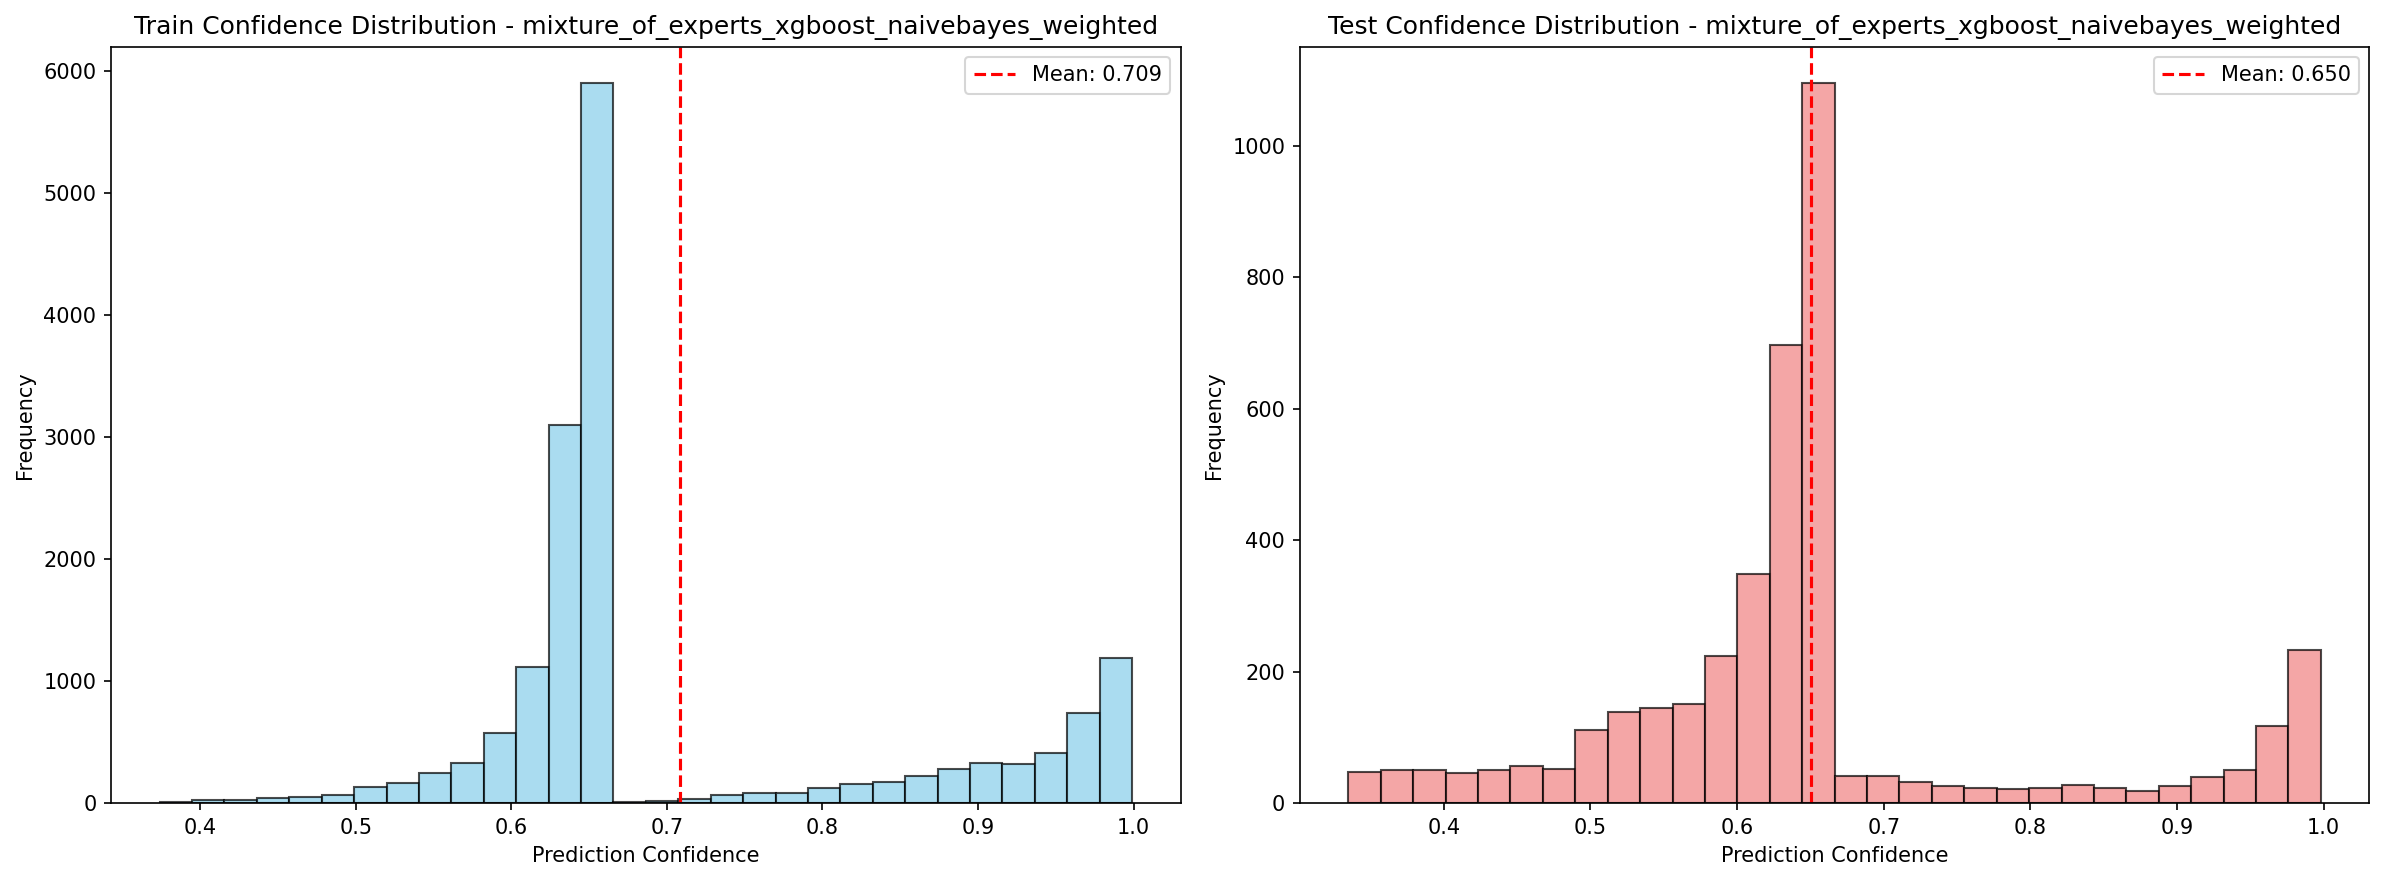 Train Confidence Distribution - mixture_of_experts_xgboost_naivebayes_weighted
Mean: 0.709
6000
5000
4000
3000
2000
1000
0
Frequency
0.4 0.5 0.6 0.7 0.8 0.9 1.0
Prediction Confidence
Test Confidence Distribution - mixture_of_experts_xgboost_naivebayes_weighted
Mean: 0.650
1000
800
600
400
200
0
Frequency
0.4 0.5 0.6 0.7 0.8 0.9 1.0
Prediction Confidence